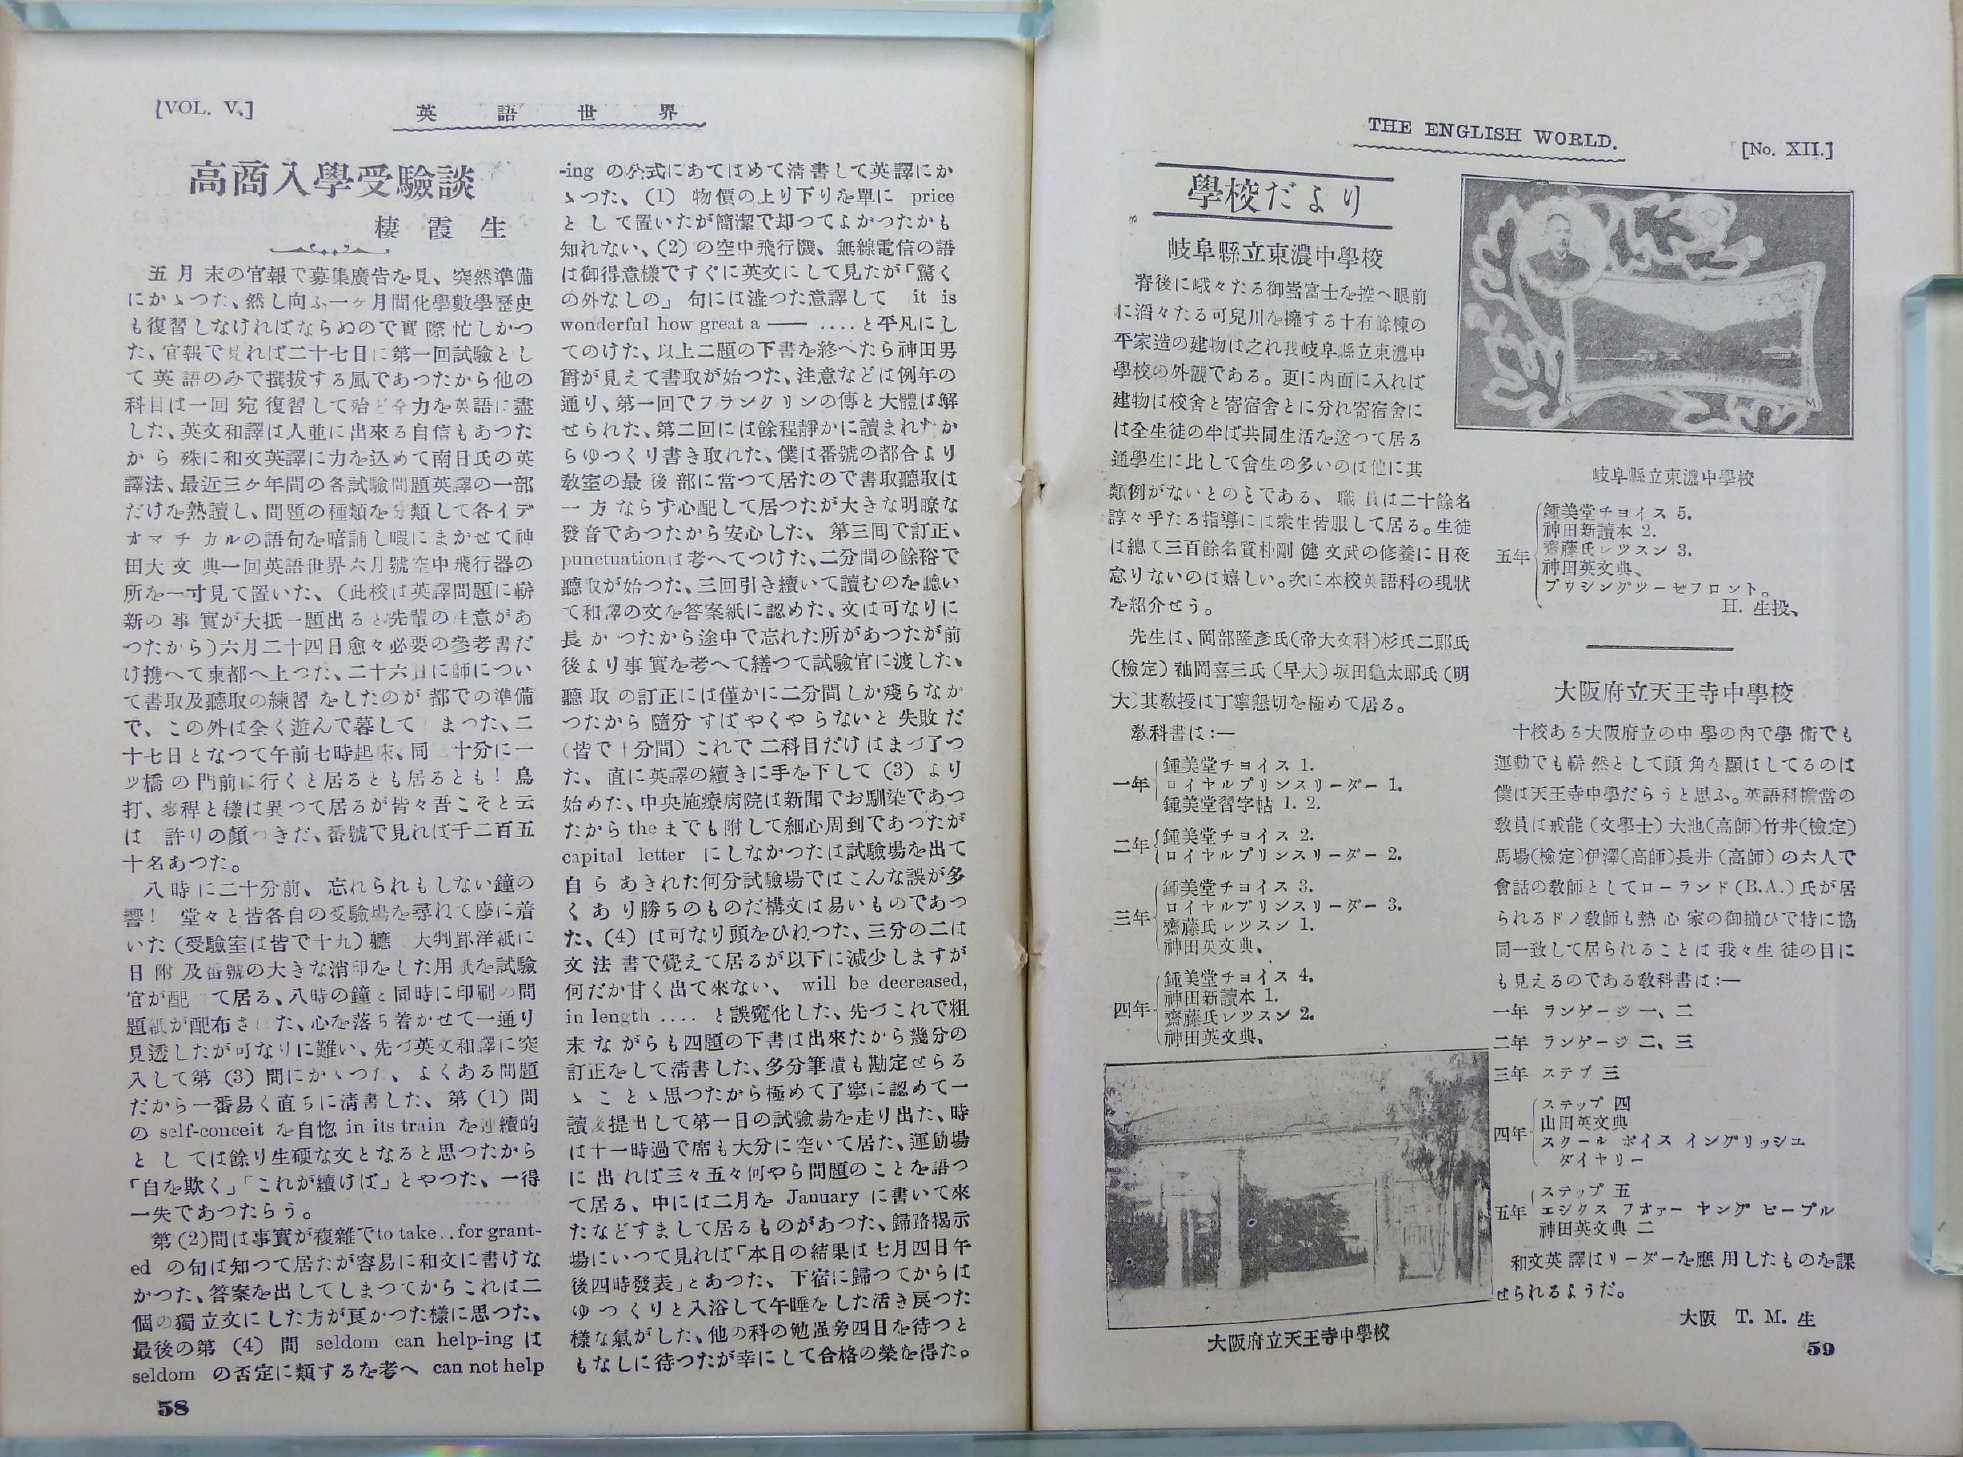 [VOL. V.]
英語世界
高商入學受驗談
棲霞生
五月末の官報で募集廣告を見、突然準備
にかゝつた、然し向ふ一ヶ月間化學數學歷史
も復習しなければならぬので實際忙しかつ
た、官報で見れば二十七日に第一回試驗とし
て英語のみで撰拔する風であつたから他の
科目は一回宛復習して殆ど全力を英語に盡
した、英文和譯は人並に出來る自信もあつた
から殊に和文英譯に力を込めて南日氏の英
譯法、最近三ヶ年間の各試驗問題英譯の一部
だけを熟讀し、問題の種類を分類して各イデ
オマチカルの語句を暗誦し暇にまかせて神
田大文典一回英語世界六月號空中飛行器の
所を一寸見て置いた、(此校は英譯問題に嶄
新の事實が大抵一題出ると先輩の注意があ
つたから)六月二十四日愈々必要の參考書だ
け携へて東都へ上つた、二十六日に師につい
て書取及聽取の練習をしたのが都での準備
で、この外は全く遊んで暮してまつた、二
十七日となつて午前七時起床、同二十分に一
ツ橋の門前に行くと居るとも居るとも! 鳥
打、麥稈と樣は異つて居るが皆々吾こそと云
は許りの顏つきだ、番號で見れば千二百五
十名あつた。
八時に二十分前、忘れられもしない鐘の
響! 堂々と皆各自の受驗場を尋れて座に着
いた(受驗室は皆で十九)軈大判罫洋紙に
日附及番號の大きな消印をした用紙を試驗
官が配て居る、八時の鐘と同時に印刷の問
題紙が配布された、心を落ち着かせて一通り
見透したが可なりに難い、先づ英文和譯に突
入して第(3)問にかゝつた、よくある問題
だから一番易く直ちに淸書した、第(1)問
の self-conceit を自惚 in its train を連續的
としては餘り生硬な文となると思つたから
「自を欺く」「これが續けば」とやつた、一得
一失であつたらう。
第(2)問は事實が複雜でto take..for grant-
ed の句は知つて居たが容易に和文に書けな
かつた、答案を出してしまつてからこれは二
個の獨立文にした方が良かつた樣に思つた、
最後の第(4)問 seldom can help-ing は
seldom の否定に類するを考へ can not help
58
-ing の公式にあてはめて淸書して英譯にか
ゝつた、(1) 物價の上り下りを單に price
として置いたが簡潔で却つてよかつたかも
知れない、(2)の空中飛行機、無線電信の語
は御得意樣ですぐに英文にして見たが「驚く
の外なしの」句には澁つた意譯して it is
wonderful how great a —— ....と平凡にし
てのけた、以上二題の下書を終へたら神田男
爵が見えて書取が始つた、注意などは例年の
通り、第一回でフランクリンの傳と大體は解
せられた、第二回には餘程靜かに讀まれたか
らゆつくり書き取れた、僕は番號の都合より
敎室の最後部に當つて居たので書取聽取は
一方ならず心配して居つたが大きな明瞭な
發音であつたから安心した、第三回で訂正、
punctuationは考へてつけた、二分間の餘裕で
聽取が始つた、三回引き續いて讀むのを聽い
て和譯の文を答案紙に認めた、文は可なりに
長かつたから途中で忘れた所があつたが前
後より事實を考へて繕つて試驗官に渡した、
聽取の訂正には僅かに二分間しか殘らなか
つたから隨分すばやくやらないと失敗だ
(皆で十分間)これで二科目だけはまづ了つ
た、直に英譯の續きに手を下して(3)より
始めた、中央施療病院は新聞でお馴染であつ
たから the までも附して細心周到であつたが
capital letter にしなかつたは試驗場を出て
自らあきれた何分試驗場ではこんな誤が多
くあり勝ちのものだ構文は易いものであつ
た、(4)は可なり頭をひねつた、三分の二は
文法書で覺えて居るが以下に減少しますが
何だか甘く出て來ない、 will be decreased,
in length .... と誤魔化した、先づこれで粗
末ながらも四題の下書は出來たから幾分の
訂正をして淸書した、多分筆蹟も勘定せらる
ゝことゝ思つたから極めて丁寧に認めて一
讀後提出して第一日の試驗場を走り出た、時
は十一時過で席も大分に空いて居た、運動場
に出れば三々五々何やら問題のことを語つ
て居る、中には二月を January に書いて來
たなどすまして居るものがあつた、歸路揭示
場にいつて見れば「本日の結果は七月四日午
後四時發表」とあつた、下宿に歸つてからは
ゆつくりと入浴して午睡をした活き戾つた
樣な氣がした、他の科の勉强旁四日を待つと
もなしに待つたが幸にして合格の榮を得た。
THE ENGLISH WORLD.
[No. XII.]
學校だより
岐阜縣立東濃中學校
脊後に峨々たる御嵩富士を控へ眼前
に滔々たる可兒川を擁する十有餘棟の
平家造の建物は之れ我岐阜縣立東濃中
學校の外觀である。更に內面に入れば
建物は校舍と寄宿舍とに分れ寄宿舍に
は全生徒の半ば共同生活を送つて居る
通學生に比して舍生の多いのは他に其
類例がないとのことである、職員は二十餘名
諄々乎たる指導には衆生皆服して居る。生徒
は總て三百餘名質朴剛健文武の修養に日夜
怠りないのは嬉しい。次に本校英語科の現狀
を紹介せう。
先生は、岡部隆彥氏(帝大文科)杉氏二郞氏
(檢定)袖岡喜三氏(早大)坂田龜太郞氏(明
大)其敎授は丁寧懇切を極めて居る。
敎科書は:—
一年
鍾美堂チョイス 1.
ロイヤルプリンスリーダー 1.
鍾美堂習字帖 1. 2.
二年
鍾美堂チョイス 2.
ロイヤルプリンスリーダー 2.
三年
鍾美堂チョイス 3.
ロイヤルプリンスリーダー 3.
齋藤氏レツスン 1.
神田英文典、
四年
鍾美堂チョイス 4.
神田新讀本 1.
齋藤氏レツスン 2.
神田英文典、
大阪府立天王寺中學校
岐阜縣立東濃中學校
五年
鍾美堂チョイス 5.
神田新讀本 2.
齋藤氏レツスン 3.
神田英文典、
プワシングツーゼフロント。
H. 生投、
大阪府立天王寺中學校
十校ある大阪府立の中學の內で學術でも
運動でも嶄然として頭角を顯はしてるのは
僕は天王寺中學だらうと思ふ。英語科擔當の
敎員は戒能(文學士)大池(高師)竹井(檢定)
馬場(檢定)伊澤(高師)長井(高師)の六人で
會話の敎師としてローランド(B.A.)氏が居
られるドノ敎師も熱心家の御揃ひで特に協
同一致して居られることは我々生徒の目に
も見えるのである敎科書は:—
一年 ランゲージ 一、二
二年 ランゲージ 二、三
三年 ステプ 三
四年
ステップ 四
山田英文典
スクール ボイス イングリッシュ
ダイヤリー
五年
ステップ 五
エシクス フオァー ヤング ピープル
神田英文典 二
和文英譯はリーダーを應用したものを課
せられるようだ。
大阪 T. M. 生
59